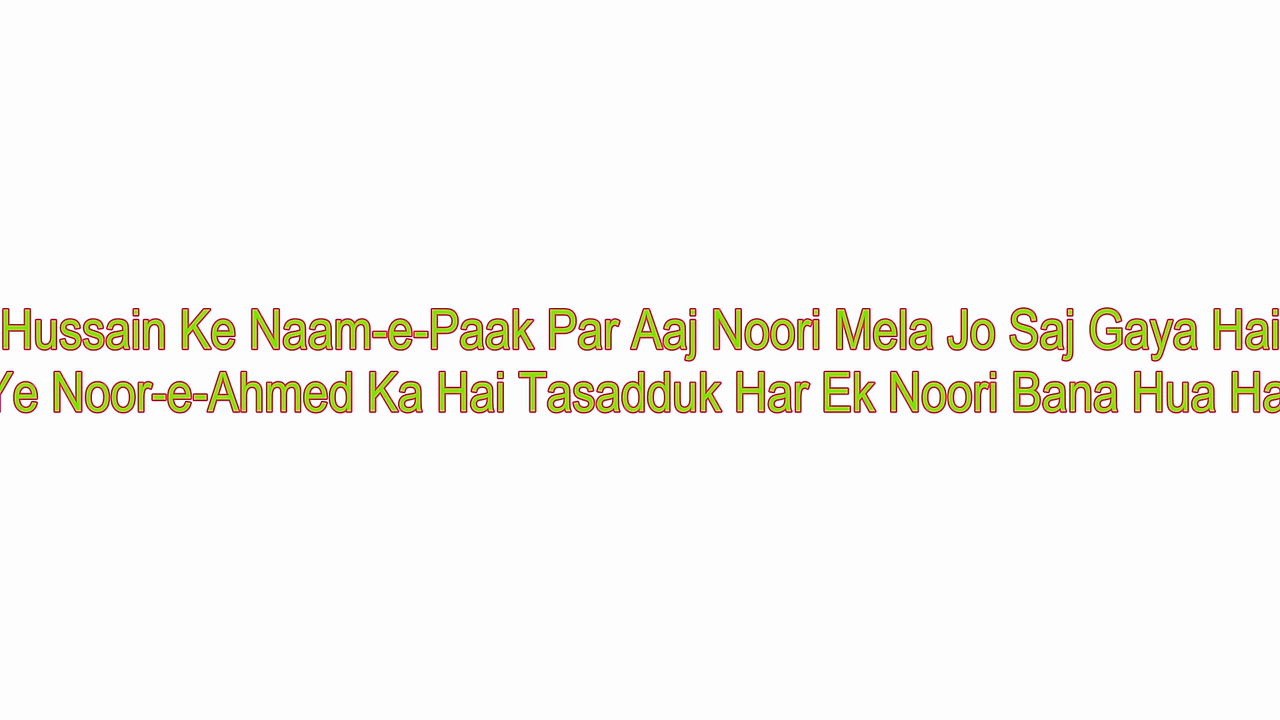 Hussain Ke Naam-e-Paak Par Aaj Noori Mela Jo Saj Gaya Hai
Ye Noor-e-Ahmed Ka Hai Tasadduk Har Ek Noori Bana Hua Ha